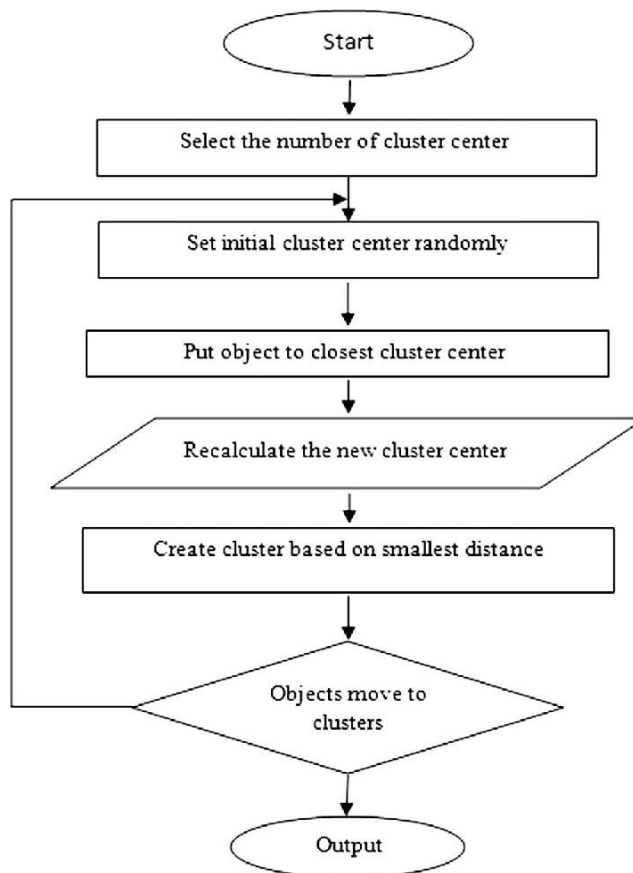 Start
Select the number of cluster center
Set initial cluster center randomly
Put object to closest cluster center
Recalculate the new cluster center
Create cluster based on smallest distance
Objects move to
clusters
Output